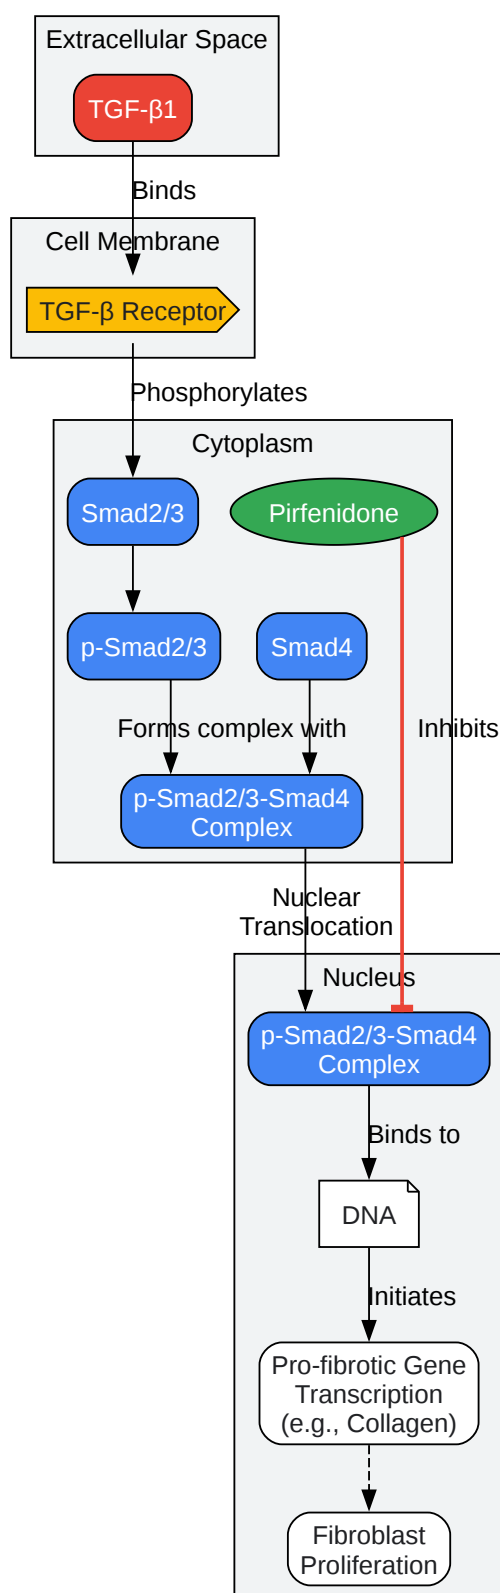 Extracellular Space
TGF-β1
Binds
Cell Membrane
TGF-β Receptor
Phosphorylates
Cytoplasm
Smad2/3
Pirfenidone
p-Smad2/3
Smad4
Forms complex with
Inhibits
p-Smad2/3-Smad4
Complex
Nuclear
Translocation
Nucleus
p-Smad2/3-Smad4
Complex
Binds to
DNA
Initiates
Pro-fibrotic Gene
Transcription
(e.g., Collagen)
Fibroblast
Proliferation